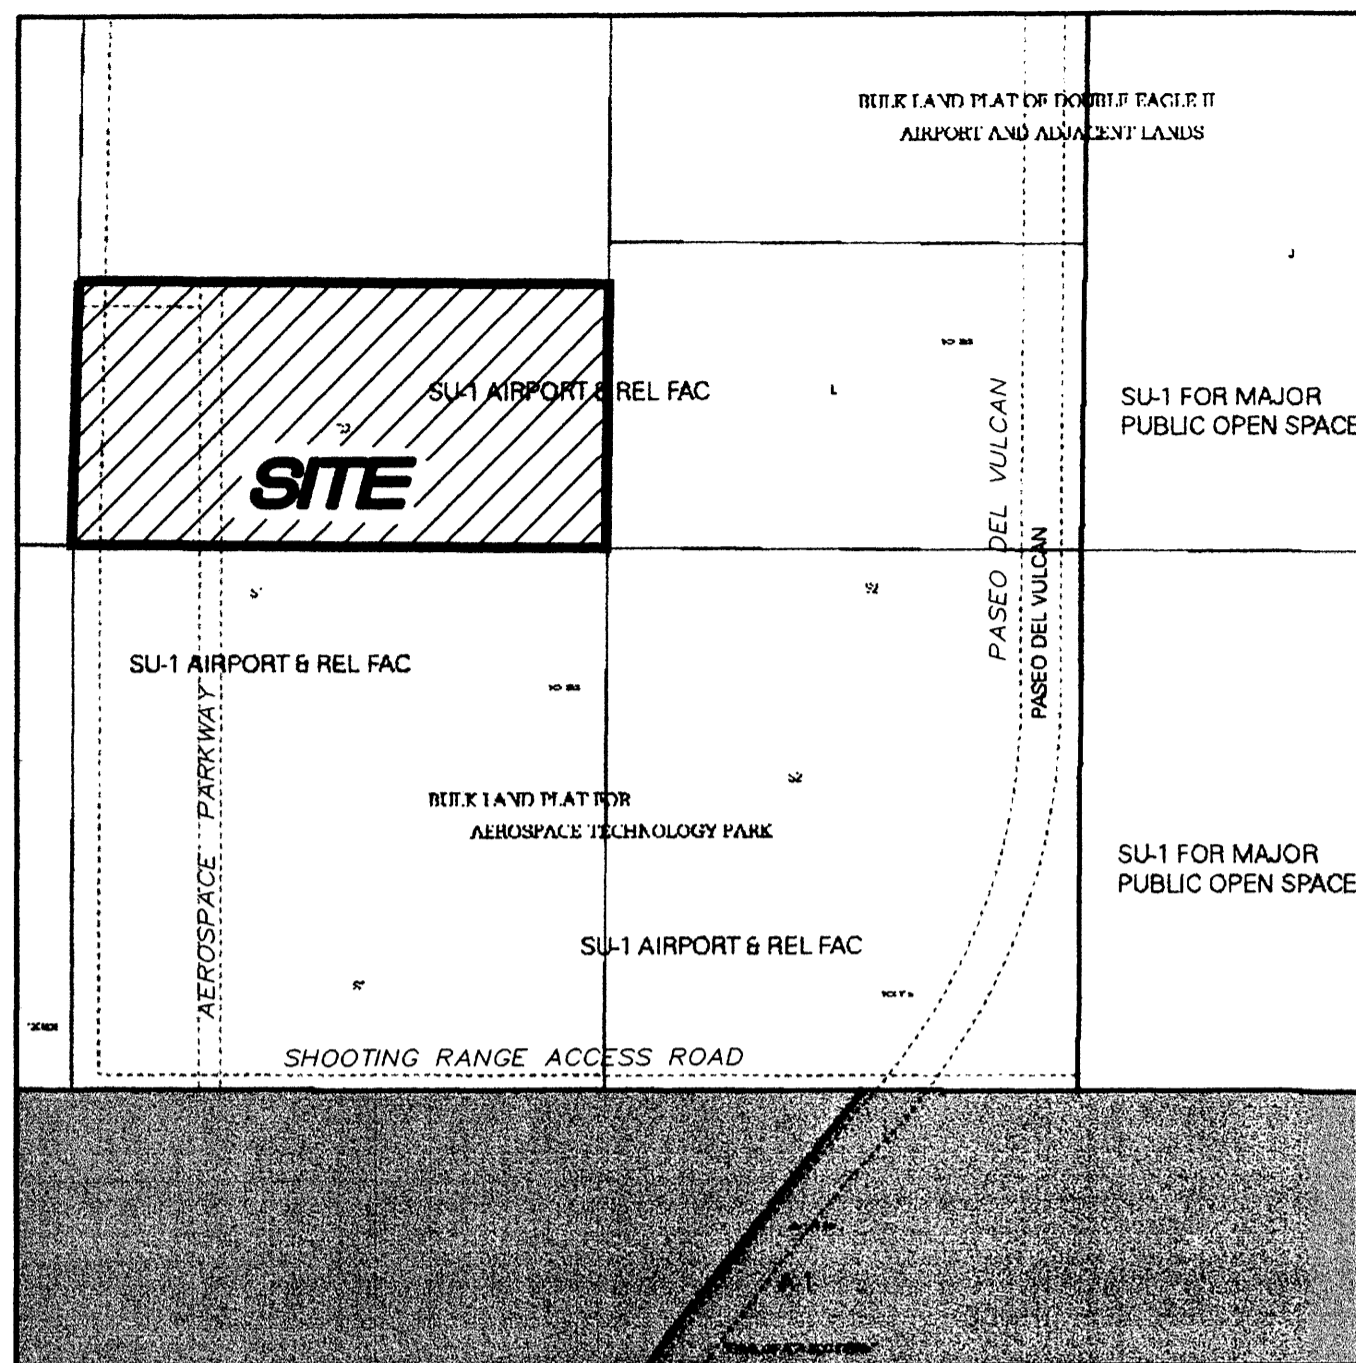 BULK LAND PLAT OF DOUBLE EAGLE II
AIRPORT AND ADJACENT LANDS
J
SU-1 AIRPORT & REL FAC
L
SU-1 FOR MAJOR
PUBLIC OPEN SPACE
SITE
PASEO DEL VULCAN
PASEO DEL VULCAN
SU-1 AIRPORT & REL FAC
AEROSPACE PARKWAY
BULK LAND PLAT FOR
AEROSPACE TECHNOLOGY PARK
SU-1 FOR MAJOR
PUBLIC OPEN SPACE
SU-1 AIRPORT & REL FAC
SHOOTING RANGE ACCESS ROAD